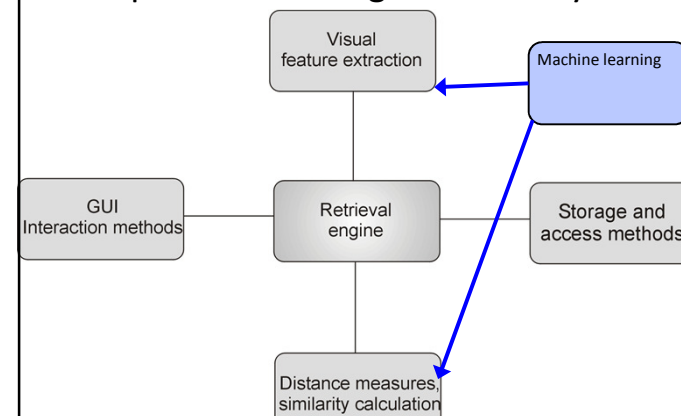 Visual
feature extraction
Machine learning
GUI
Interaction methods
Retrieval
engine
Storage and
access methods
Distance measures,
similarity calculation